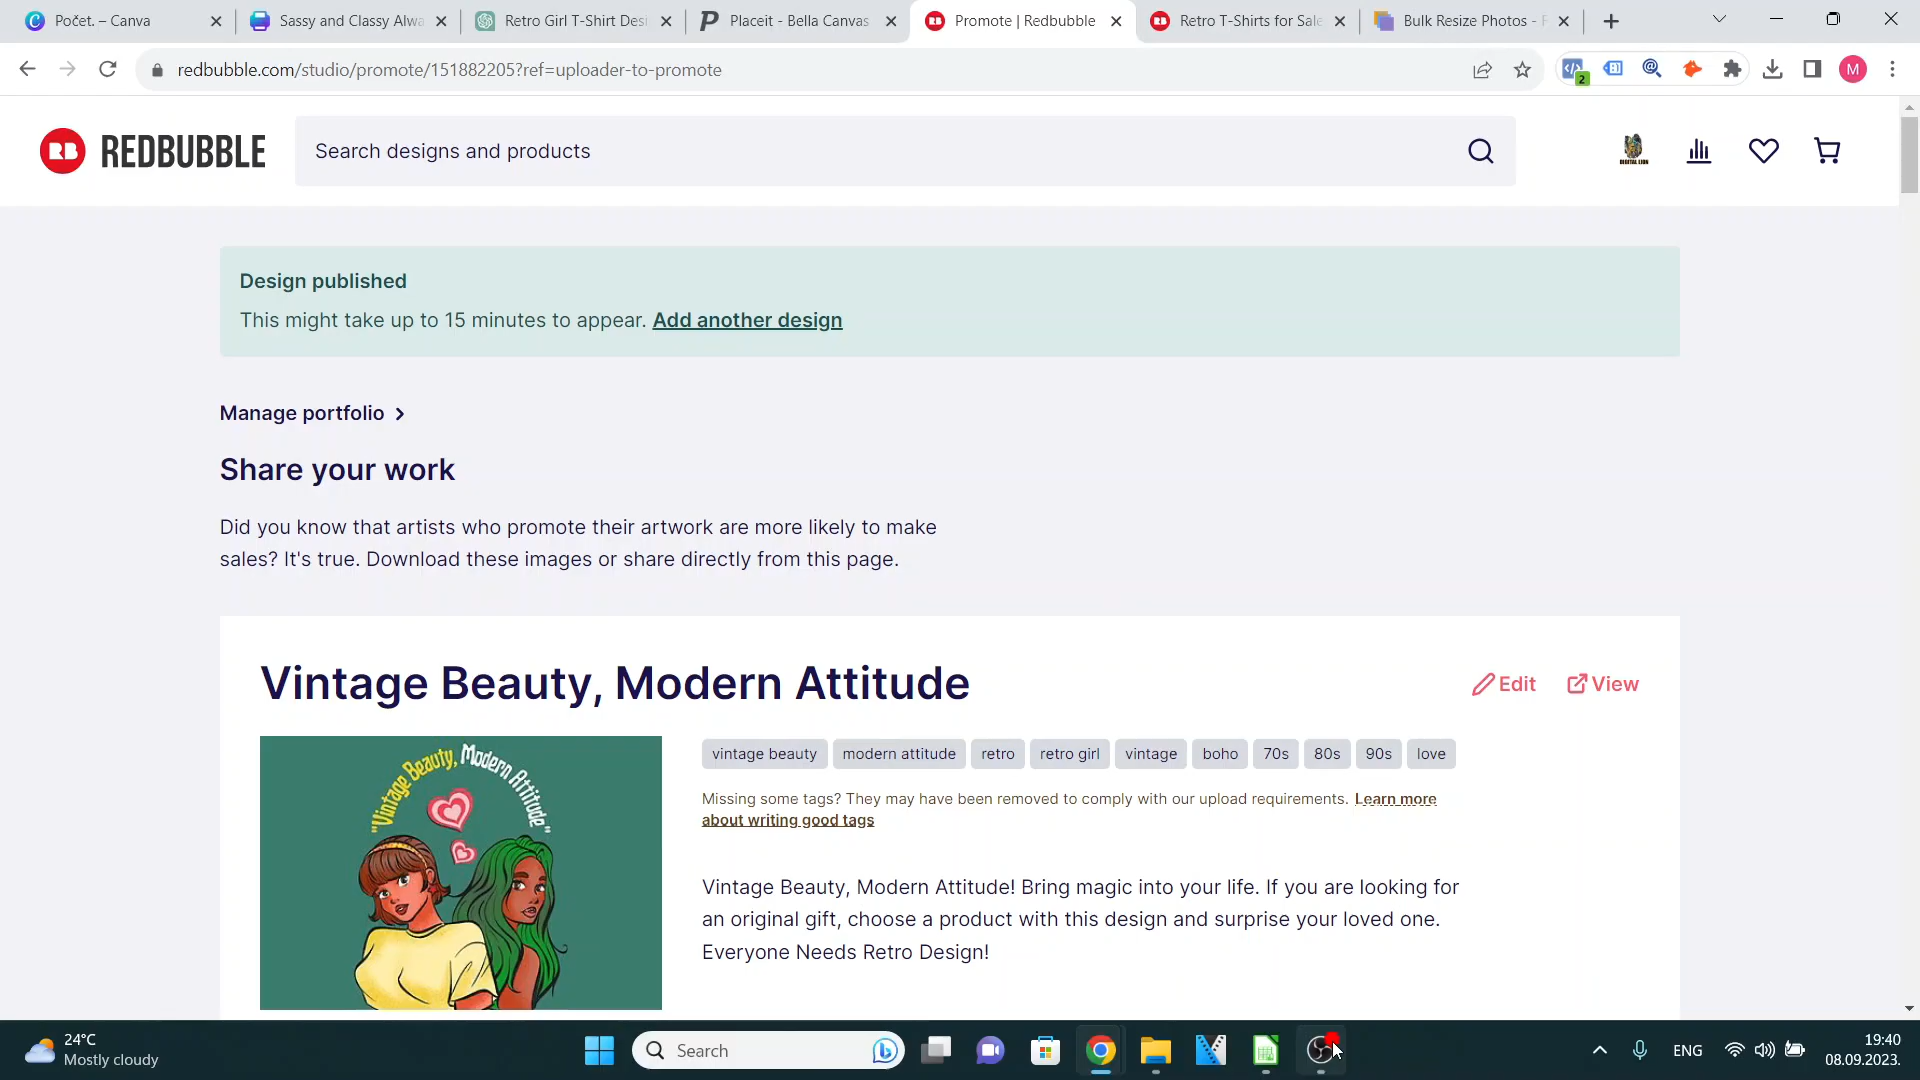 Počet. – Canva
Sassy and Classy Alwa
Retro Girl T-Shirt Desi
Placeit - Bella Canvas
Promote | Redbubble
Retro T-Shirts for Sale
Bulk Resize Photos - F
redbubble.com/studio/promote/151882205?ref=uploader-to-promote
2
M
RB REDBUBBLE
Search designs and products
DIGITAL LION
Design published
This might take up to 15 minutes to appear. Add another design
Manage portfolio
Share your work
Did you know that artists who promote their artwork are more likely to make
sales? It's true. Download these images or share directly from this page.
Vintage Beauty, Modern Attitude
Edit
View
"Vintage Beauty, Modern Attitude"
vintage beauty
modern attitude
retro
retro girl
vintage
boho
70s
80s
90s
love
Missing some tags? They may have been removed to comply with our upload requirements. Learn more
about writing good tags
Vintage Beauty, Modern Attitude! Bring magic into your life. If you are looking for
an original gift, choose a product with this design and surprise your loved one.
Everyone Needs Retro Design!
24°C
Mostly cloudy
Search
ENG
19:40
08.09.2023.